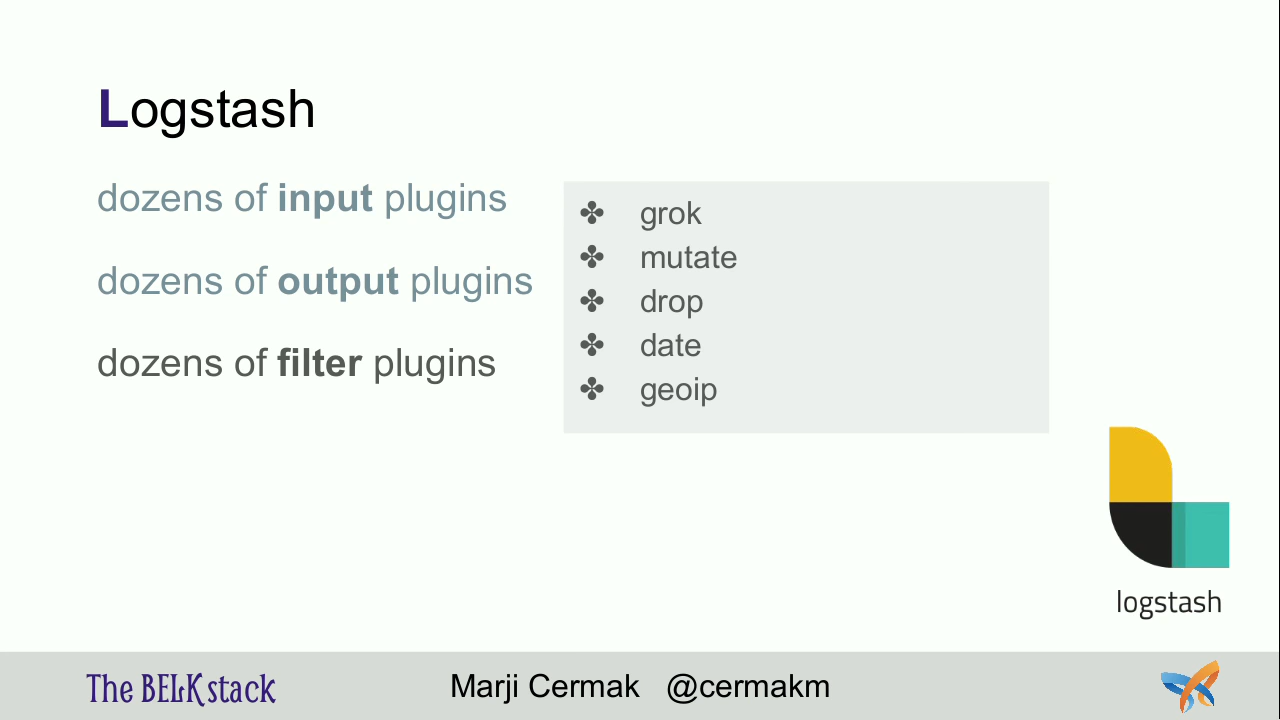 Logstash
dozens of input plugins
dozens of output plugins
dozens of filter plugins
✤ grok
✤ mutate
✤ drop
✤ date
✤ geoip
logstash
The BELK stack
Marji Cermak @cermakm